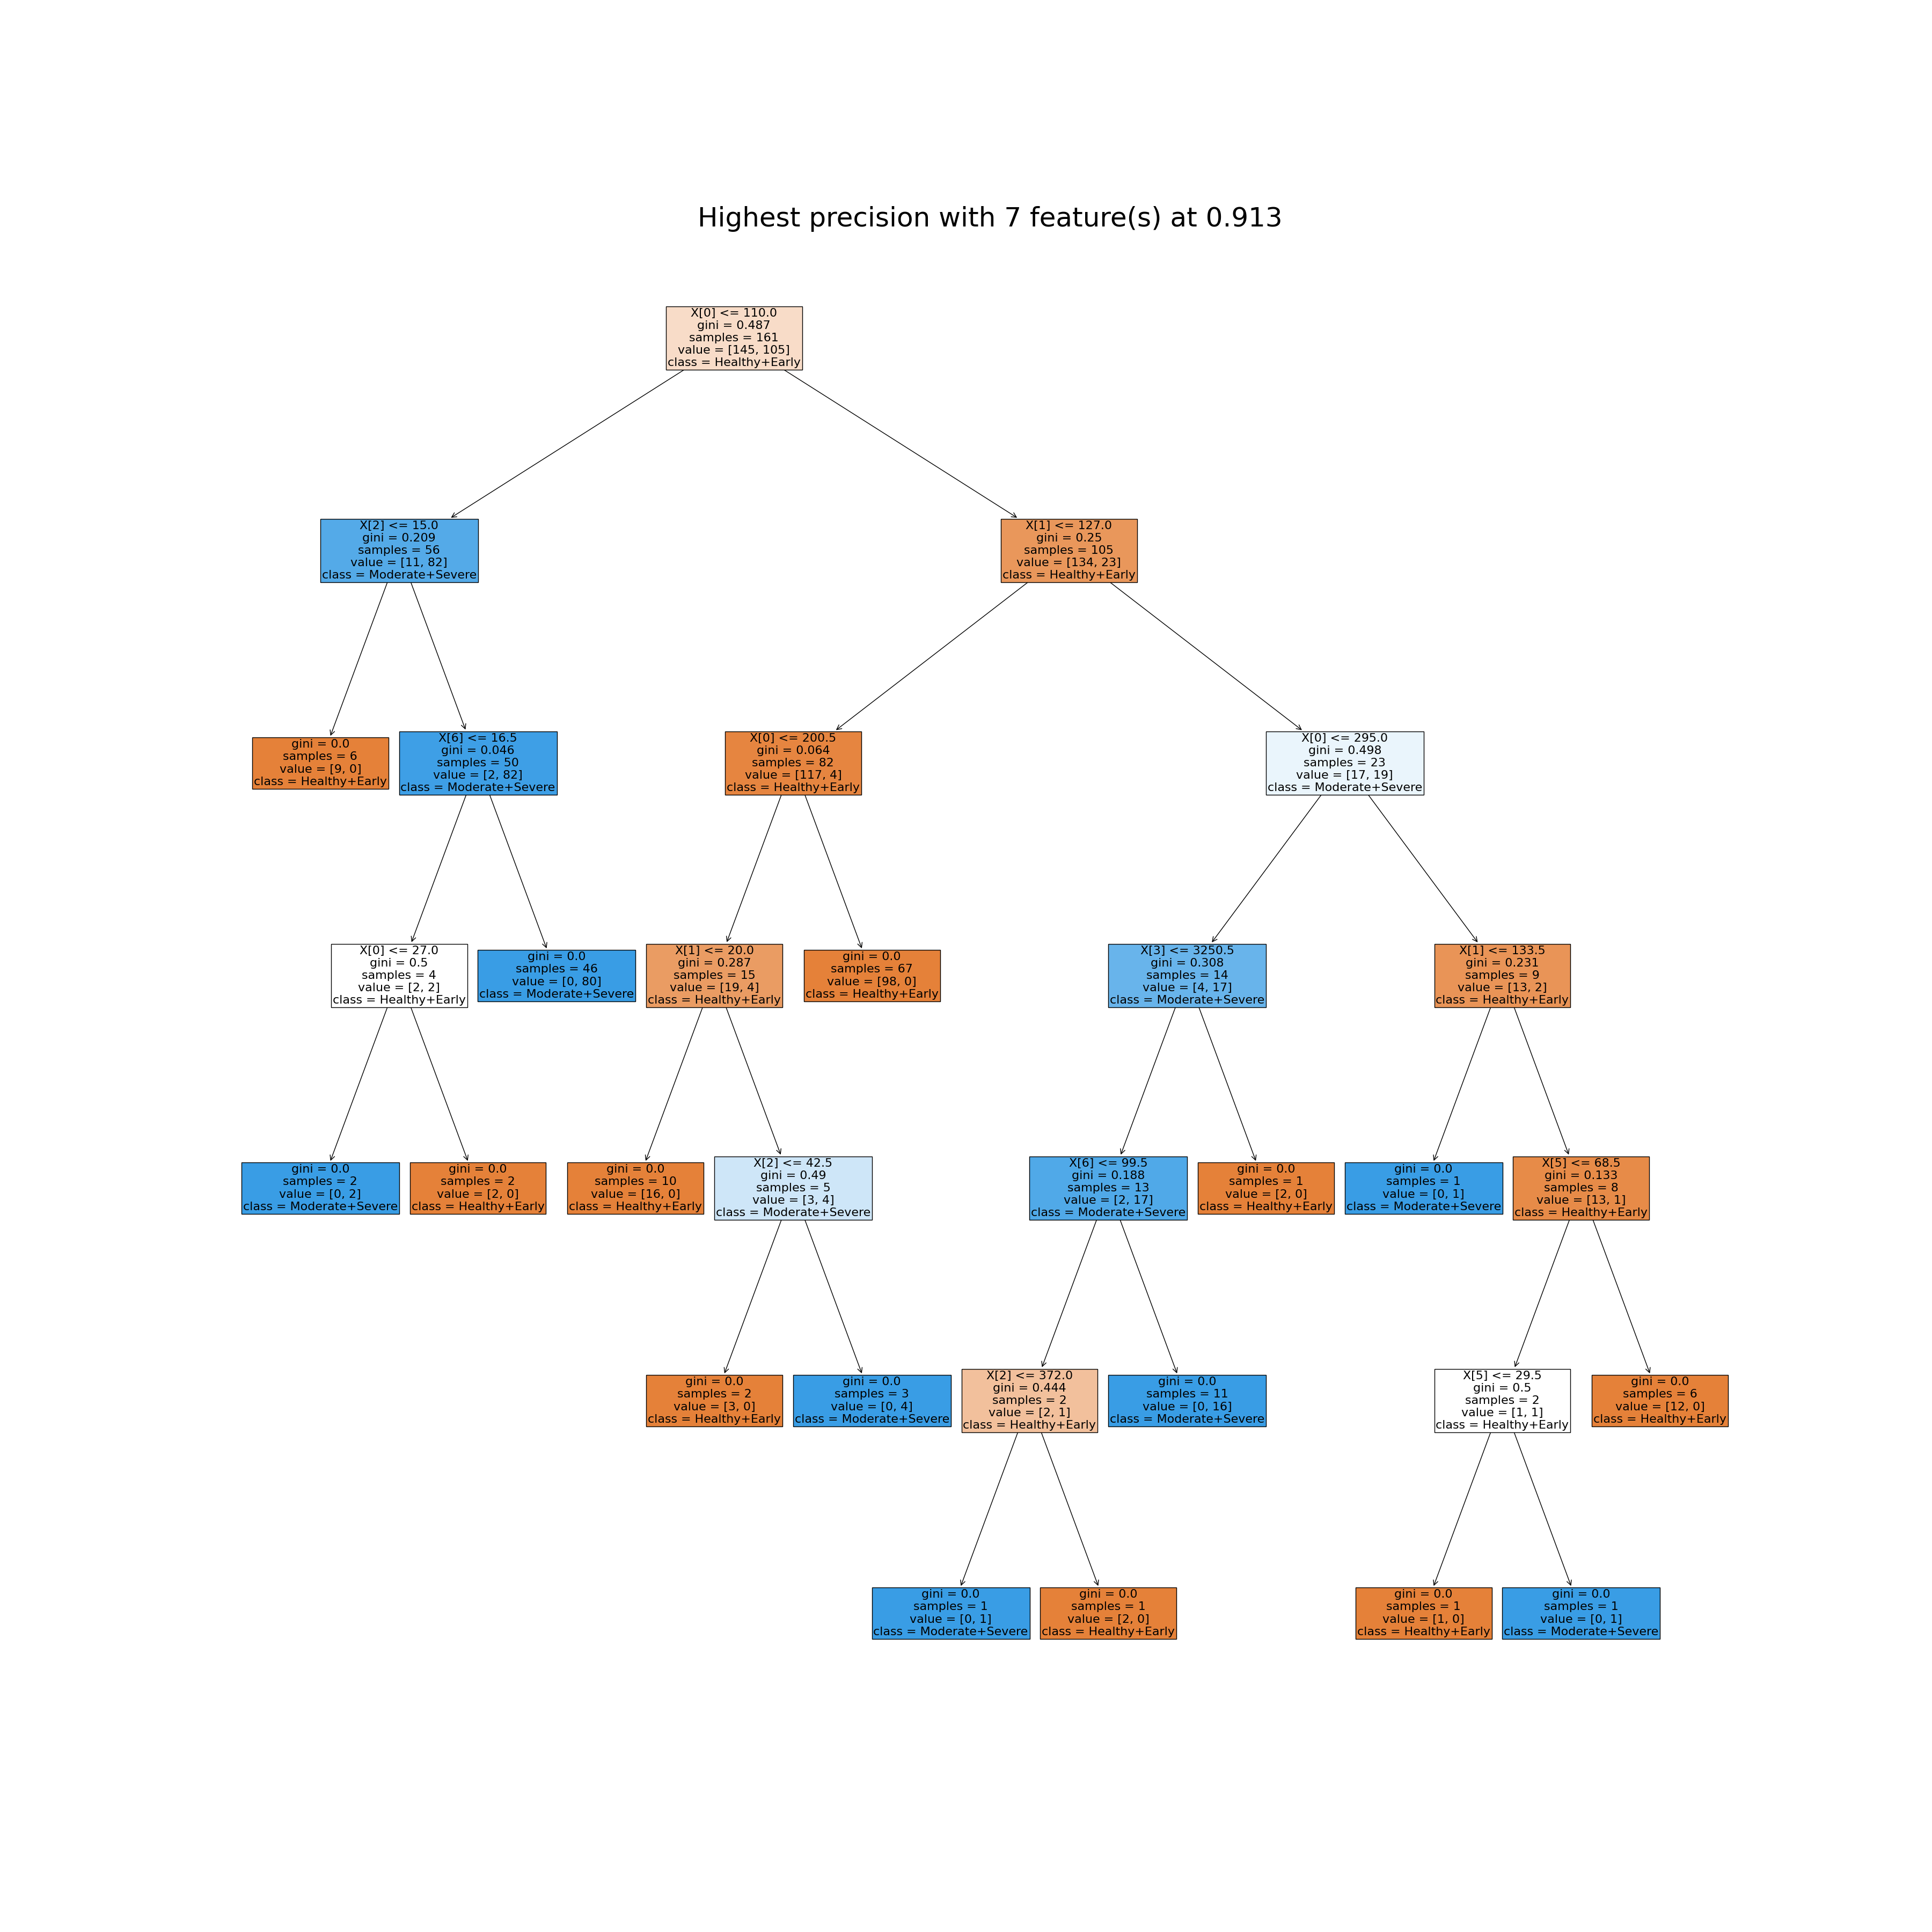 Highest precision with 7 feature(s) at 0.913
X[0] <= 110.0
gini = 0.487
samples = 161
value = [145, 105]
class = Healthy+Early
X[2] <= 15.0
gini = 0.209
samples = 56
value = [11, 82]
class = Moderate+Severe
X[1] <= 127.0
gini = 0.25
samples = 105
value = [134, 23]
class = Healthy+Early
gini = 0.0
samples = 6
value = [9, 0]
class = Healthy+Early
X[6] <= 16.5
gini = 0.046
samples = 50
value = [2, 82]
class = Moderate+Severe
X[0] <= 200.5
gini = 0.064
samples = 82
value = [117, 4]
class = Healthy+Early
X[0] <= 295.0
gini = 0.498
samples = 23
value = [17, 19]
class = Moderate+Severe
X[0] <= 27.0
gini = 0.5
samples = 4
value = [2, 2]
class = Healthy+Early
gini = 0.0
samples = 46
value = [0, 80]
class = Moderate+Severe
X[1] <= 20.0
gini = 0.287
samples = 15
value = [19, 4]
class = Healthy+Early
gini = 0.0
samples = 67
value = [98, 0]
class = Healthy+Early
X[3] <= 3250.5
gini = 0.308
samples = 14
value = [4, 17]
class = Moderate+Severe
X[1] <= 133.5
gini = 0.231
samples = 9
value = [13, 2]
class = Healthy+Early
gini = 0.0
samples = 2
value = [0, 2]
class = Moderate+Severe
gini = 0.0
samples = 2
value = [2, 0]
class = Healthy+Early
gini = 0.0
samples = 10
value = [16, 0]
class = Healthy+Early
X[2] <= 42.5
gini = 0.49
samples = 5
value = [3, 4]
class = Moderate+Severe
X[6] <= 99.5
gini = 0.188
samples = 13
value = [2, 17]
class = Moderate+Severe
gini = 0.0
samples = 1
value = [2, 0]
class = Healthy+Early
gini = 0.0
samples = 1
value = [0, 1]
class = Moderate+Severe
X[5] <= 68.5
gini = 0.133
samples = 8
value = [13, 1]
class = Healthy+Early
gini = 0.0
samples = 2
value = [3, 0]
class = Healthy+Early
gini = 0.0
samples = 3
value = [0, 4]
class = Moderate+Severe
X[2] <= 372.0
gini = 0.444
samples = 2
value = [2, 1]
class = Healthy+Early
gini = 0.0
samples = 11
value = [0, 16]
class = Moderate+Severe
X[5] <= 29.5
gini = 0.5
samples = 2
value = [1, 1]
class = Healthy+Early
gini = 0.0
samples = 6
value = [12, 0]
class = Healthy+Early
gini = 0.0
samples = 1
value = [0, 1]
class = Moderate+Severe
gini = 0.0
samples = 1
value = [2, 0]
class = Healthy+Early
gini = 0.0
samples = 1
value = [1, 0]
class = Healthy+Early
gini = 0.0
samples = 1
value = [0, 1]
class = Moderate+Severe